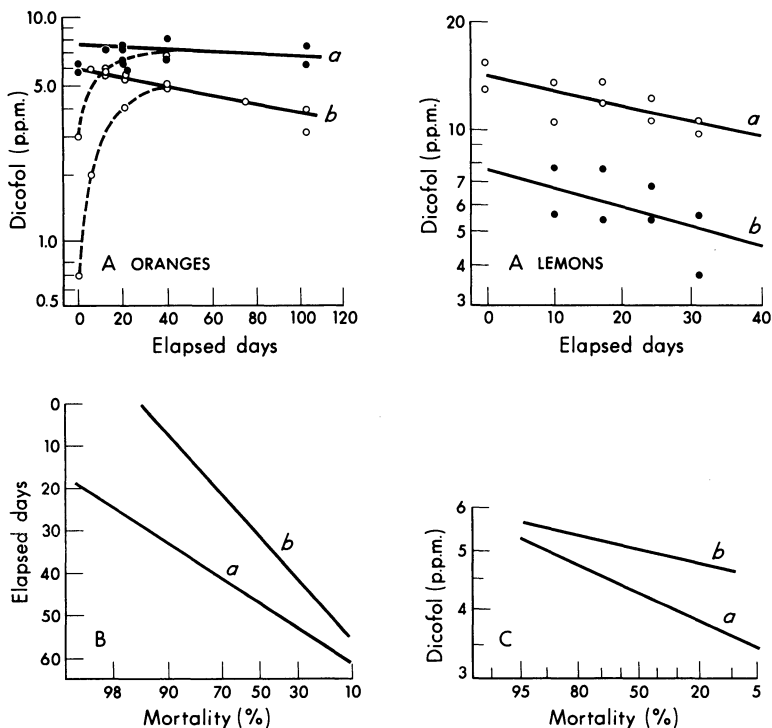 10.0
5.0
1.0
0.5
Dicofol (p.p.m.)
a
b
A ORANGES
0 20 40 60 80 100 120
Elapsed days
20
10
7
6
5
4
3
Dicofol (p.p.m.)
a
b
A LEMONS
0 10 20 30 40
Elapsed days
0
10
20
30
40
50
60
Elapsed days
a
b
B
98 90 70 50 30 10
Mortality (%)
6
5
4
3
Dicofol (p.p.m.)
b
a
C
95 80 50 20 5
Mortality (%)